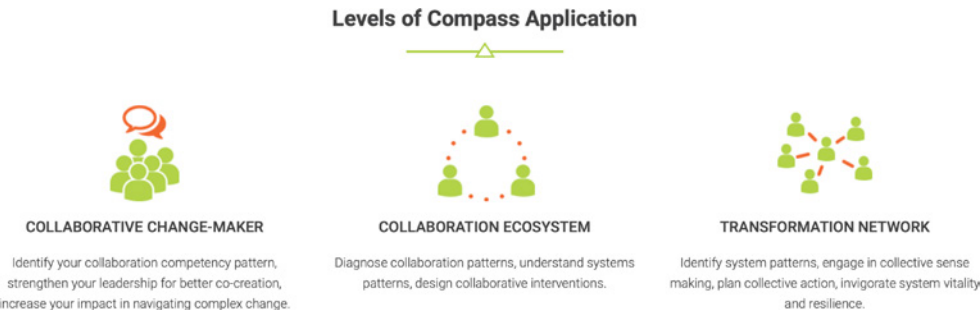 Levels of Compass Application
COLLABORATIVE CHANGE-MAKER
Identify your collaboration competency pattern,
strengthen your leadership for better co-creation,
increase your impact in navigating complex change.
COLLABORATION ECOSYSTEM
Diagnose collaboration patterns, understand systems
patterns, design collaborative interventions.
TRANSFORMATION NETWORK
Identify system patterns, engage in collective sense
making, plan collective action, invigorate system vitality
and resilience.